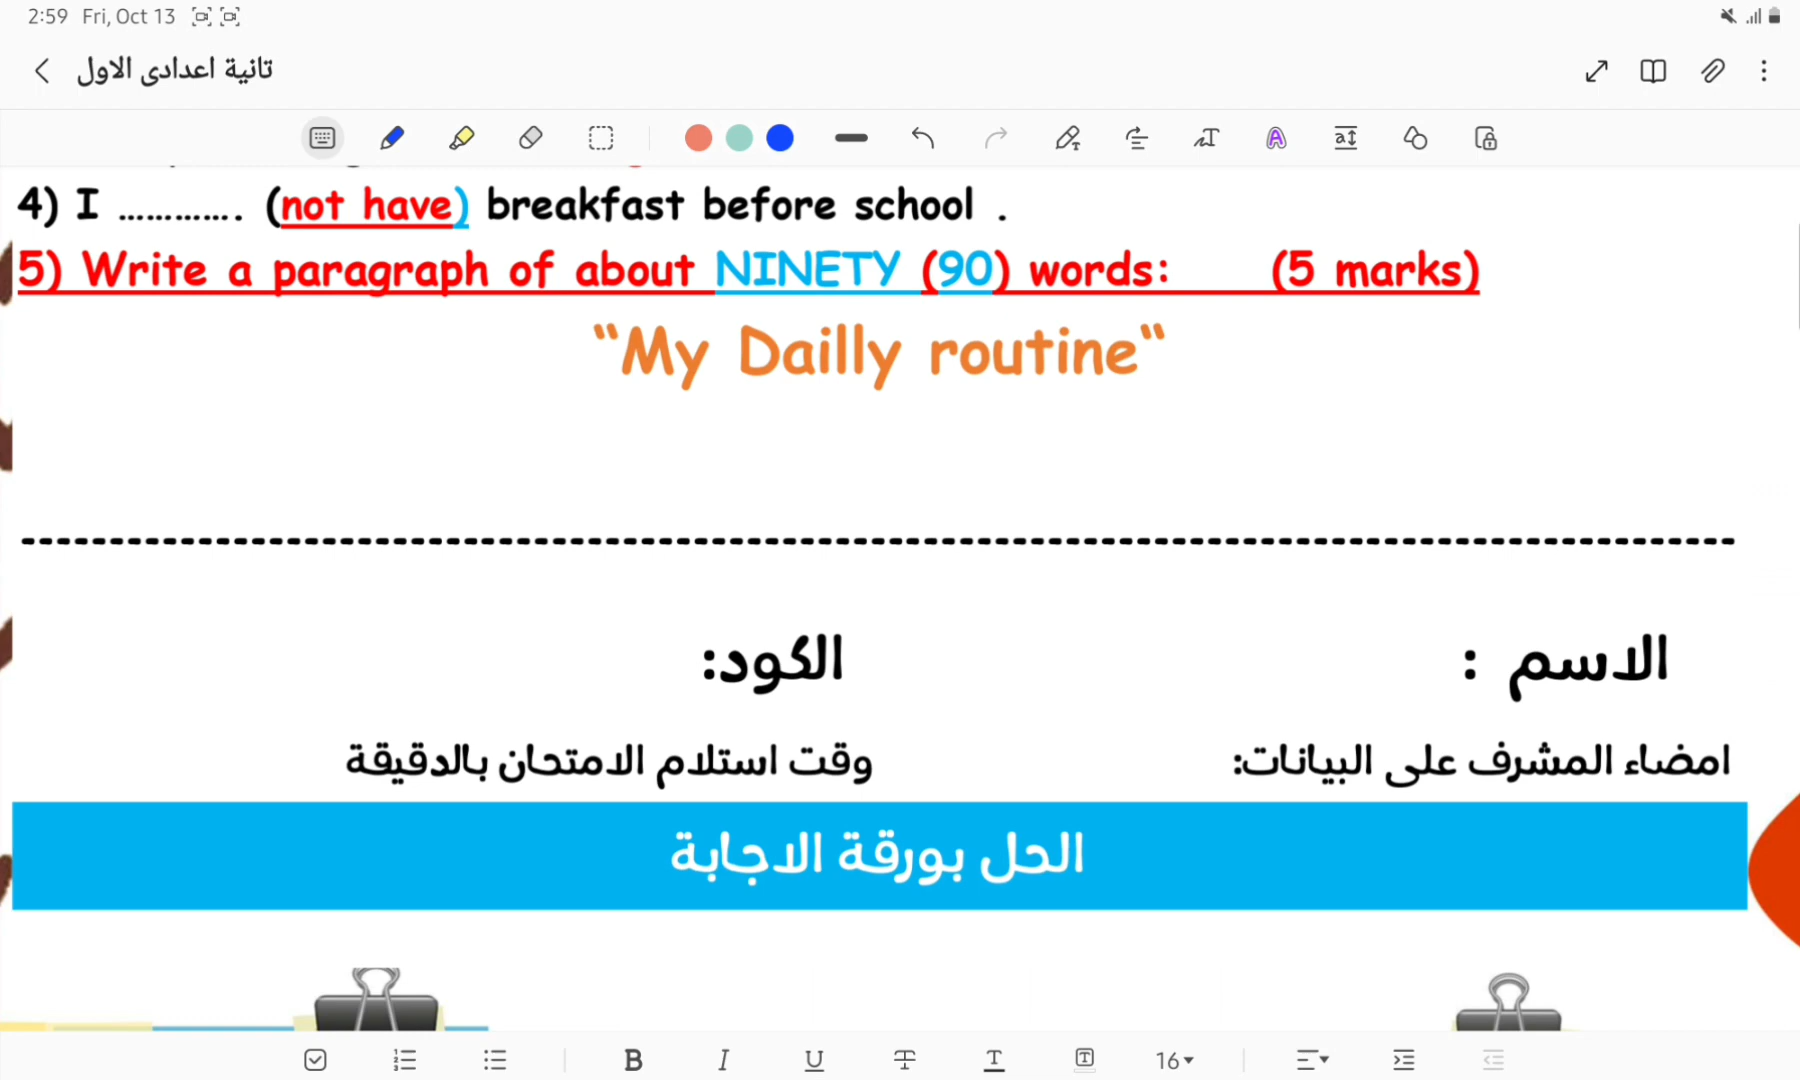 2:59 Fri, Oct 13
تانية اعدادى الاول
4) I ............. (not have) breakfast before school .
5) Write a paragraph of about NINETY (90) words: (5 marks)
“My Dailly routine“
الاسم : الكود:
امضاء المشرف على البيانات: وقت استلام الامتحان بالدقيقة
الحل بورقة الاجابة
16